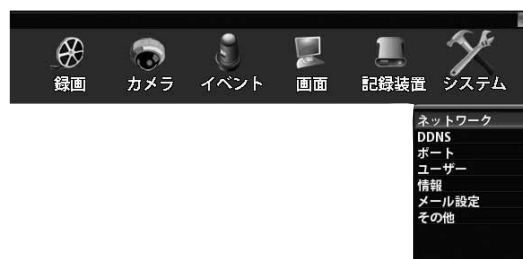 録画 カメラ イベント 画面 記録装置 システム
ネットワーク
DDNS
ポート
ユーザー
情報
メール設定
その他